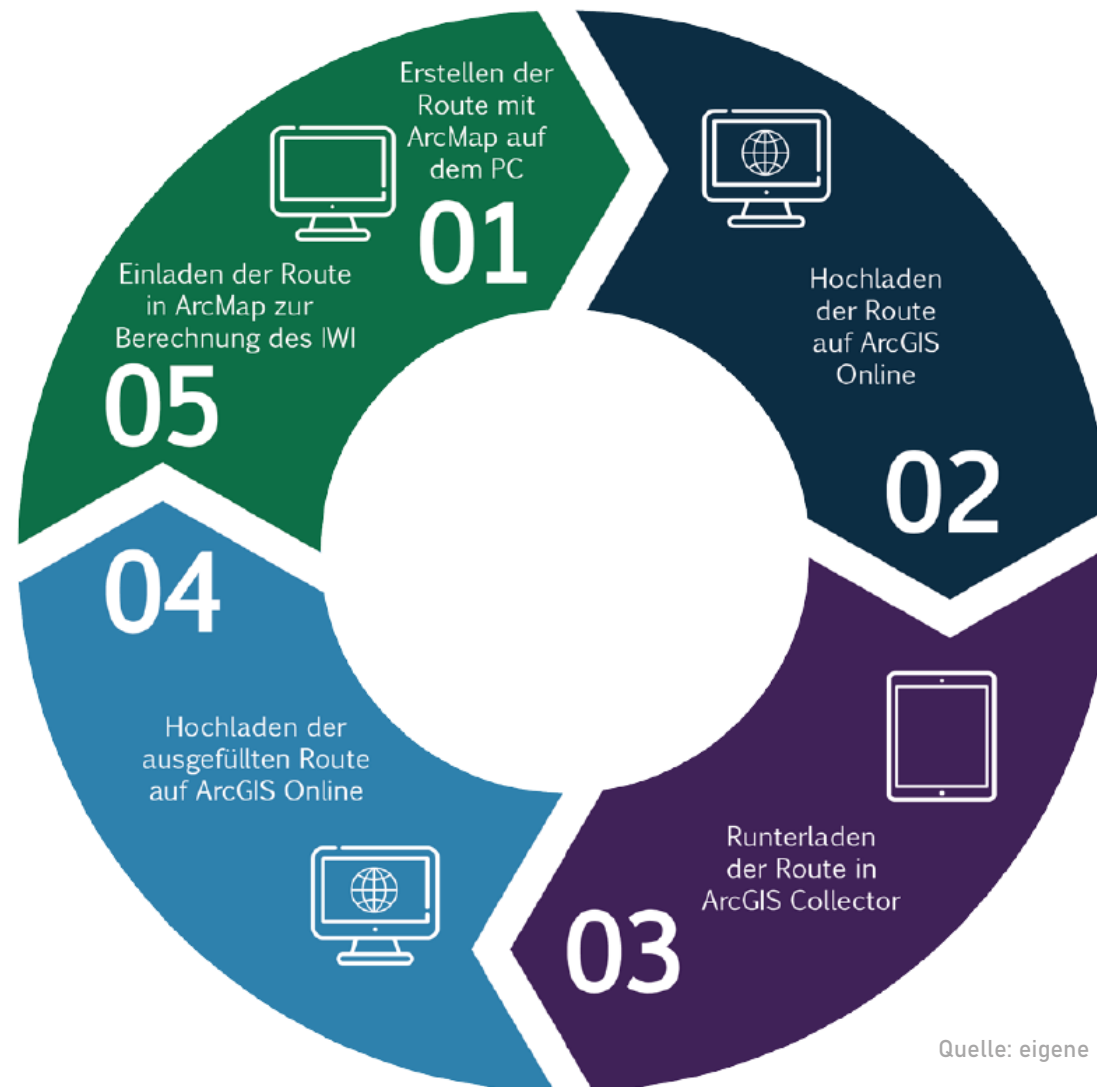 Erstellen der
Route mit
ArcMap auf
dem PC
01
Hochladen
der Route
auf ArcGIS
Online
02
Runterladen
der Route in
ArcGIS Collector
03
04
Hochladen der
ausgefüllten Route
auf ArcGIS Online
Einladen der Route
in ArcMap zur
Berechnung des IWI
05
Quelle: eigene